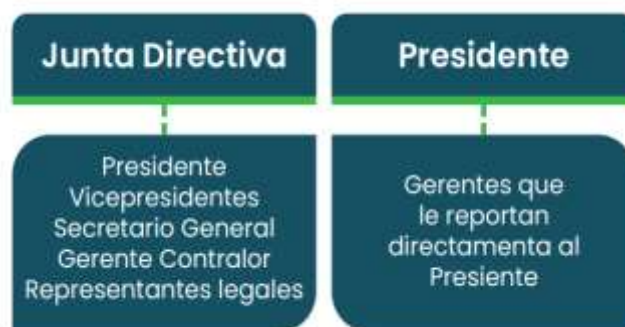 Junta Directiva
Presidente
Vicepresidentes
Secretario General
Gerente Contralor
Representantes legales
Presidente
Gerentes que
le reportan
directamenta al
Presiente